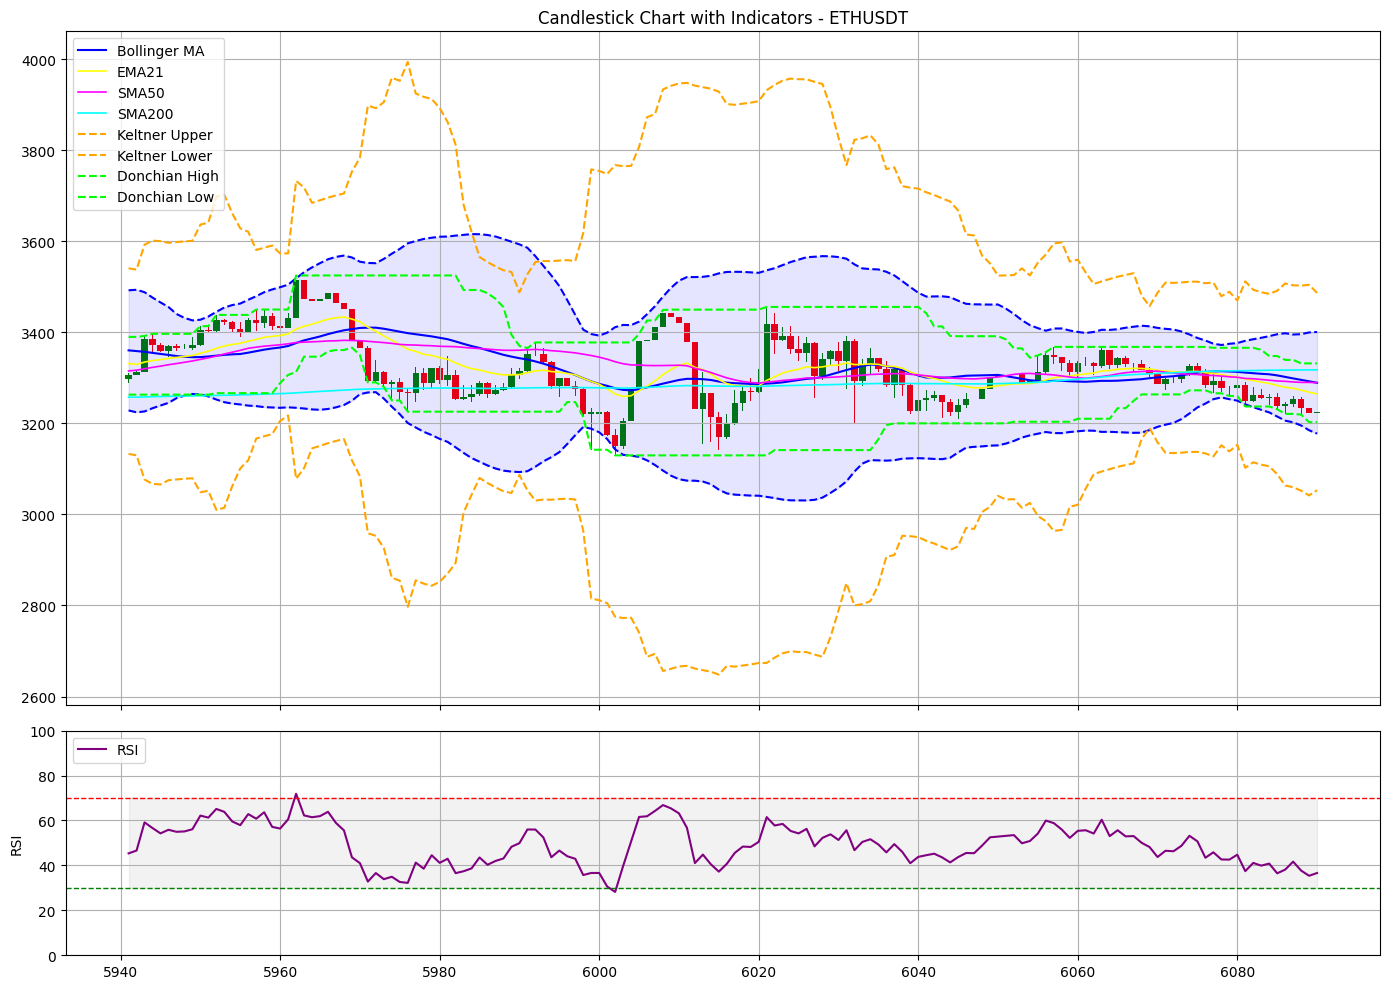 Candlestick Chart with Indicators - ETHUSDT
Bollinger MA
EMA21
SMA50
SMA200
Keltner Upper
Keltner Lower
Donchian High
Donchian Low
4000
3800
3600
3400
3200
3000
2800
2600
RSI
100
80
60
40
20
0
RSI
5940 5960 5980 6000 6020 6040 6060 6080